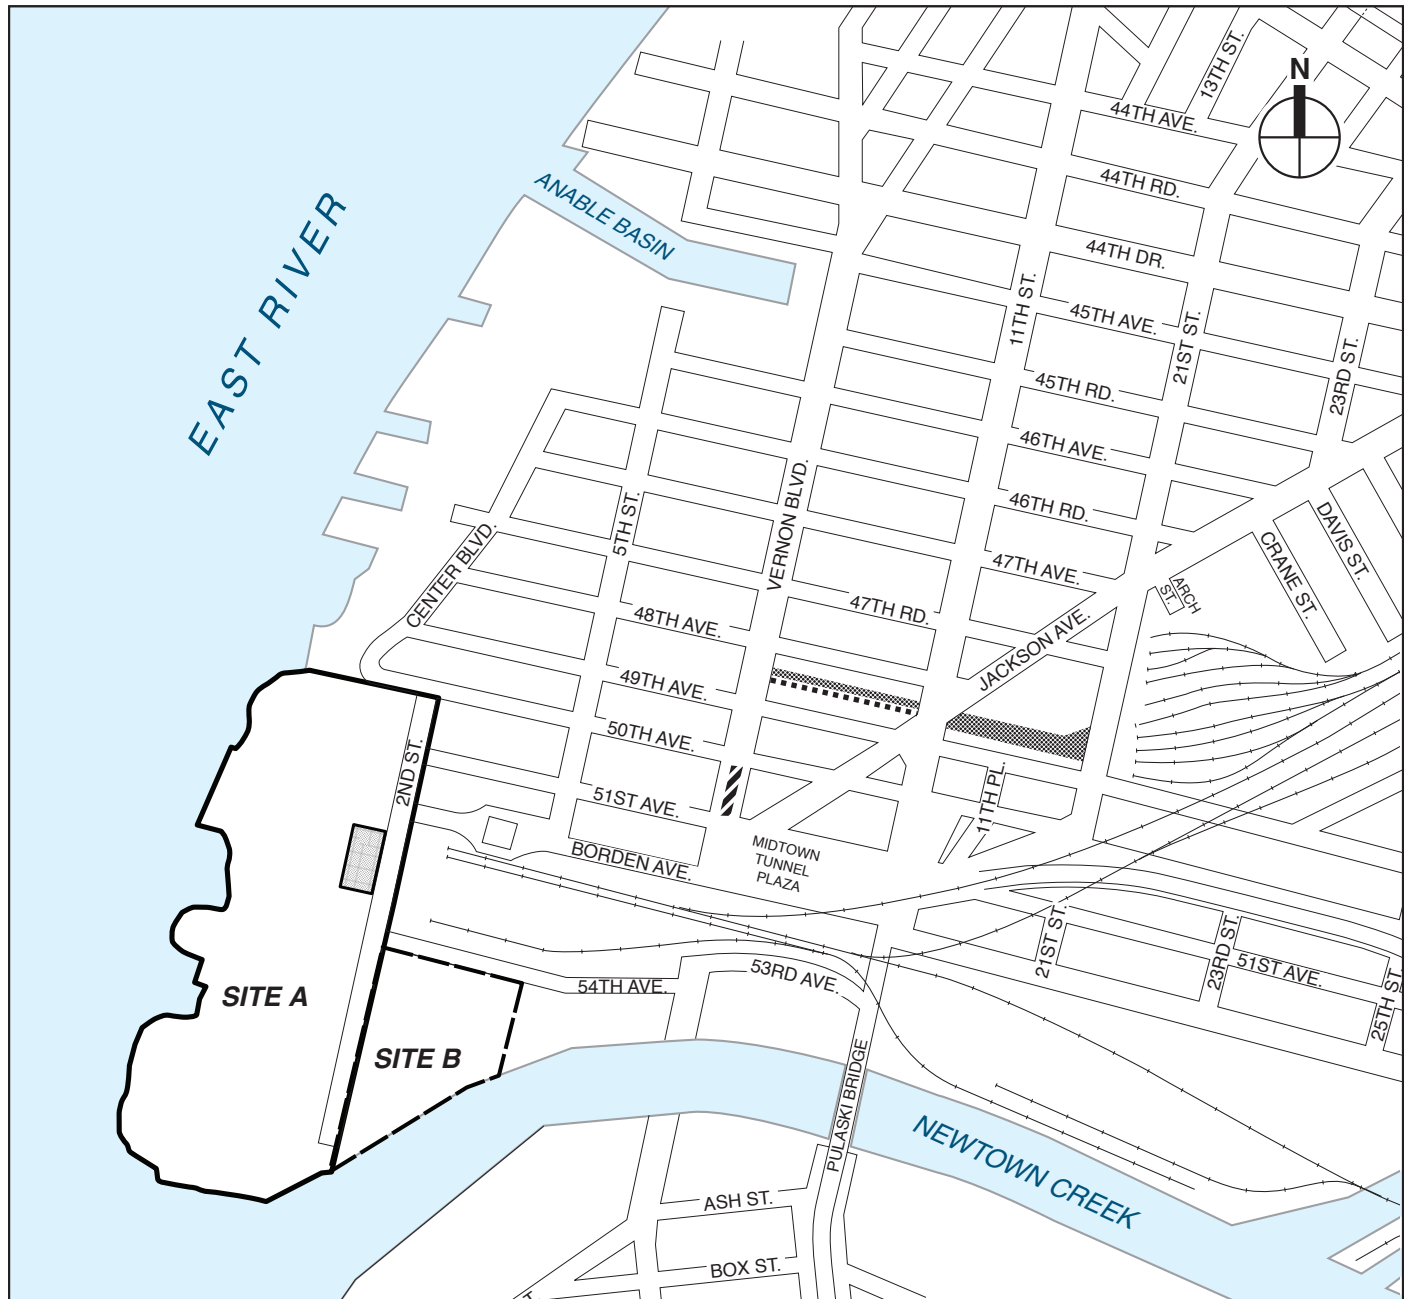 13TH ST.
N
44TH AVE.
ANABLE BASIN
44TH RD.
EAST RIVER
44TH DR.
11TH ST.
45TH AVE.
21ST ST.
23RD ST.
45TH RD.
46TH AVE.
VERNON BLVD.
5TH ST.
46TH RD.
DAVIS ST.
CENTER BLVD.
47TH AVE.
CRANE ST.
ARCH
ST.
47TH RD.
48TH AVE.
JACKSON AVE.
49TH AVE.
50TH AVE.
2ND ST.
51ST AVE.
11TH PL.
BORDEN AVE.
MIDTOWN
TUNNEL
PLAZA
21ST ST.
23RD ST.
51ST AVE.
25TH ST.
53RD AVE.
54TH AVE.
SITE A
SITE B
PULASKI BRIDGE
NEWTOWN CREEK
ASH ST.
BOX ST.